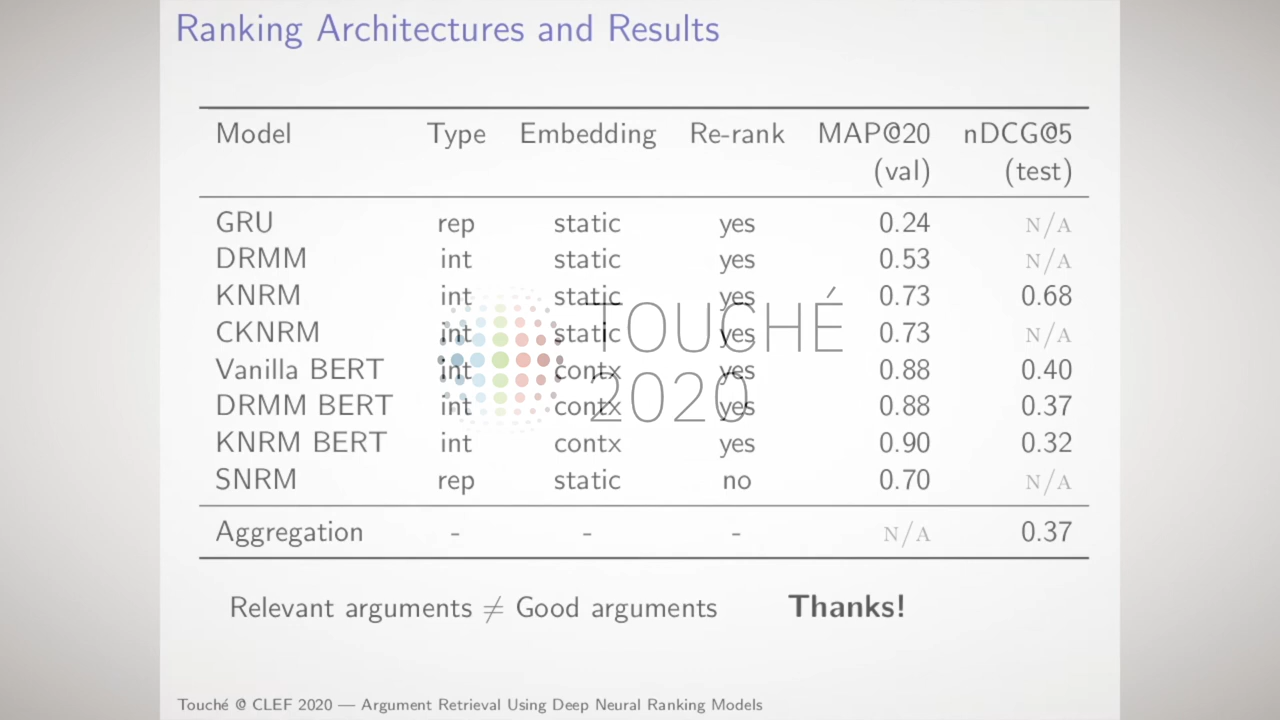 Ranking Architectures and Results
Model Type Embedding Re-rank MAP@20 nDCG@5
(val) (test)
GRU rep static yes 0.24 N/A
DRMM int static yes 0.53 N/A
KNRM int static yes 0.73 0.68
CKNRM int static yes 0.73 N/A
Vanilla BERT int contx yes 0.88 0.40
DRMM BERT int contx yes 0.88 0.37
KNRM BERT int contx yes 0.90 0.32
SNRM rep static no 0.70 N/A
Aggregation - - - N/A 0.37
TOUCHÉ
2020
Relevant arguments ≠ Good arguments Thanks!
Touché @ CLEF 2020 — Argument Retrieval Using Deep Neural Ranking Models